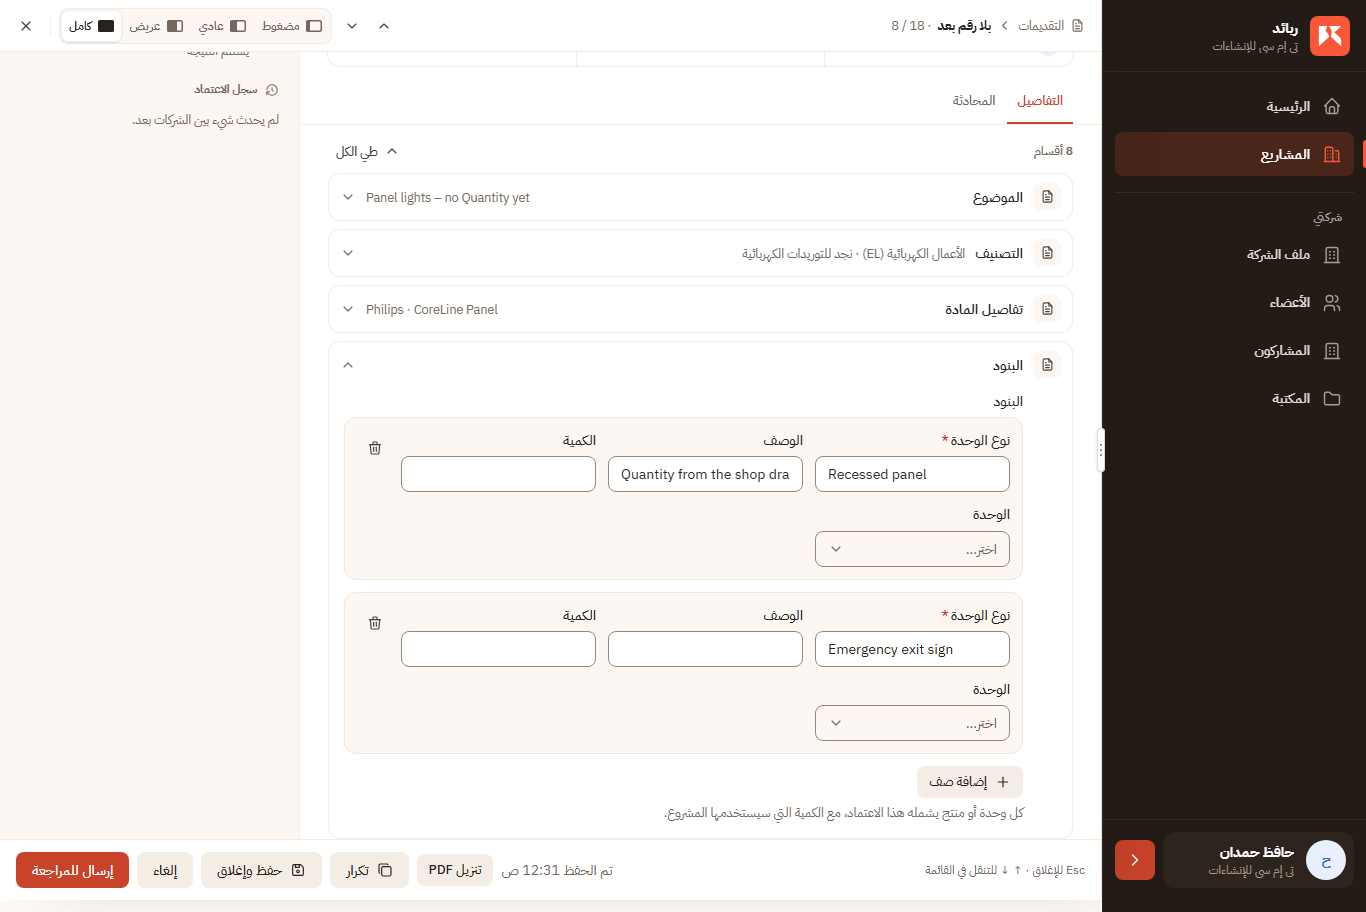 ربائد
تي إم سي للإنشاءات
الرئيسية
المشاريع
شركتي
ملف الشركة
الأعضاء
المشاركون
المكتبة
ح
حافظ حمدان
تي إم سي للإنشاءات
التقديمات
بلا رقم بعد · 18 / 8
مضغوط
عادي
عريض
كامل
التفاصيل
المحادثة
8 أقسام
طي الكل
الموضوع
Panel lights – no Quantity yet
التصنيف
الأعمال الكهربائية (EL) · نجد للتوريدات الكهربائية
تفاصيل المادة
Philips · CoreLine Panel
البنود
البنود
نوع الوحدة *
الوصف
الكمية
Recessed panel
Quantity from the shop dra
الوحدة
اختر...
نوع الوحدة *
الوصف
الكمية
Emergency exit sign
الوحدة
اختر...
إضافة صف
كل وحدة أو منتج يشمله هذا الاعتماد، مع الكمية التي سيستخدمها المشروع.
سجل الاعتماد
لم يحدث شيء بين الشركات بعد.
Esc للإغلاق · ↑ ↓ للتنقل في القائمة
تم الحفظ 12:31 ص
تنزيل PDF
تكرار
حفظ وإغلاق
إلغاء
إرسال للمراجعة